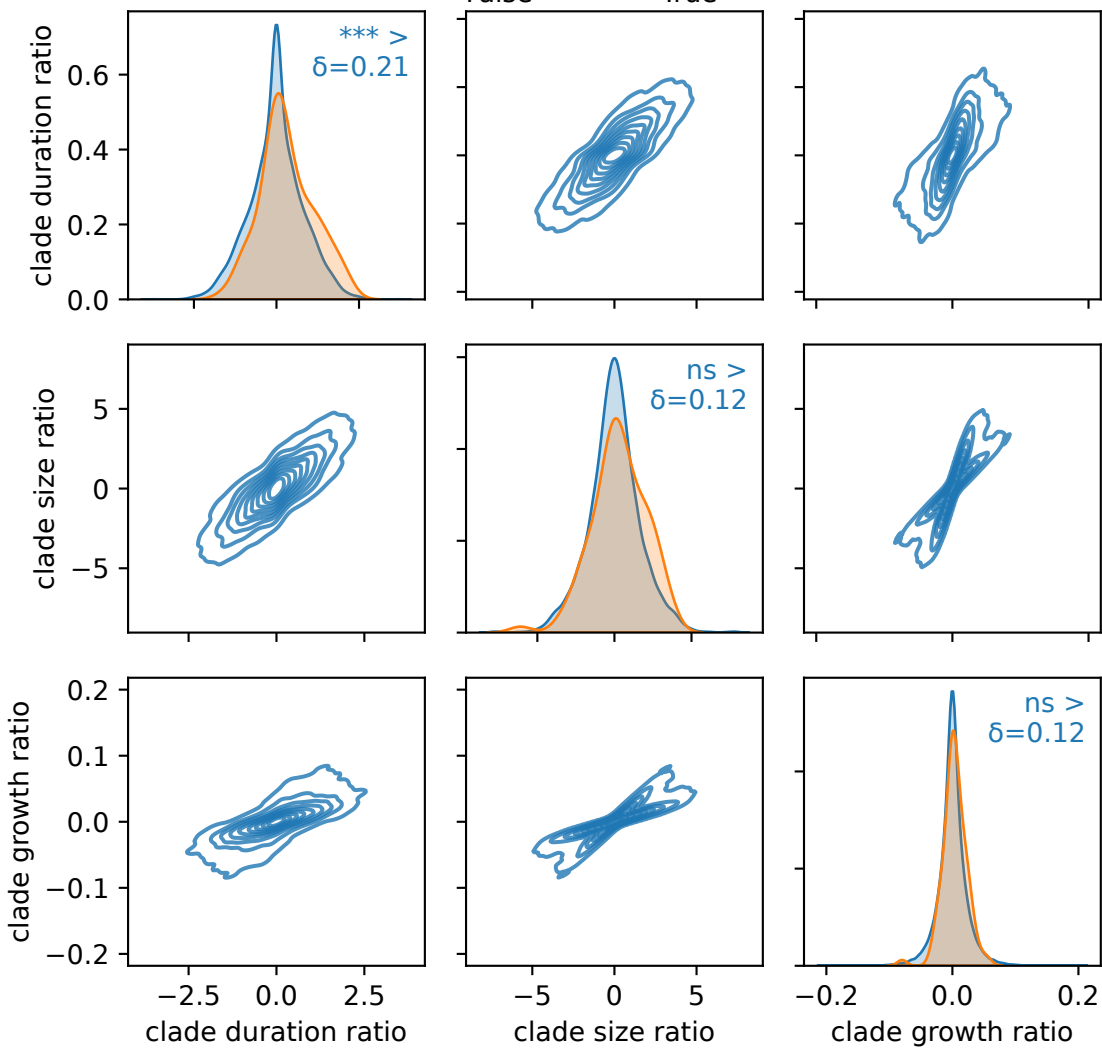 False True
clade duration ratio
0.6
0.4
0.2
0.0
*** >
δ=0.21
clade size ratio
5
0
−5
ns >
δ=0.12
clade growth ratio
0.2
0.1
0.0
−0.1
−0.2
ns >
δ=0.12
−2.5 0.0 2.5
−5 0 5
−0.2 0.0 0.2
clade duration ratio
clade size ratio
clade growth ratio